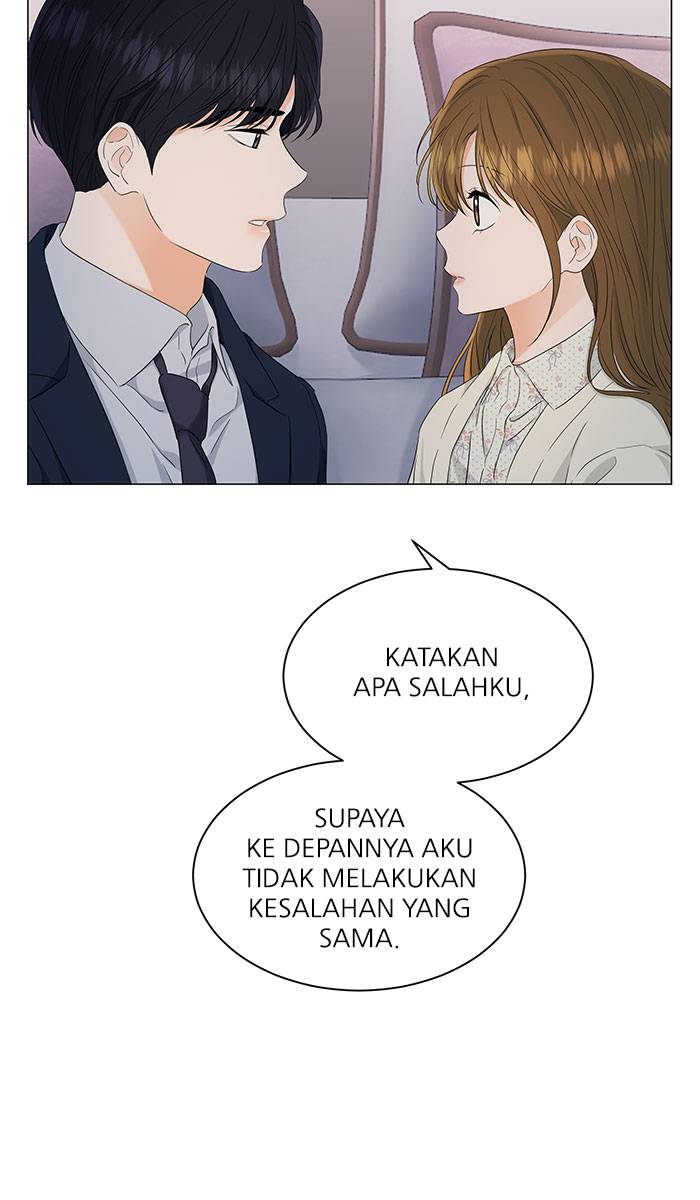 KATAKAN
APA SALAHKU,
SUPAYA
KE DEPANNYA AKU
TIDAK MELAKUKAN
KESALAHAN YANG
SAMA.